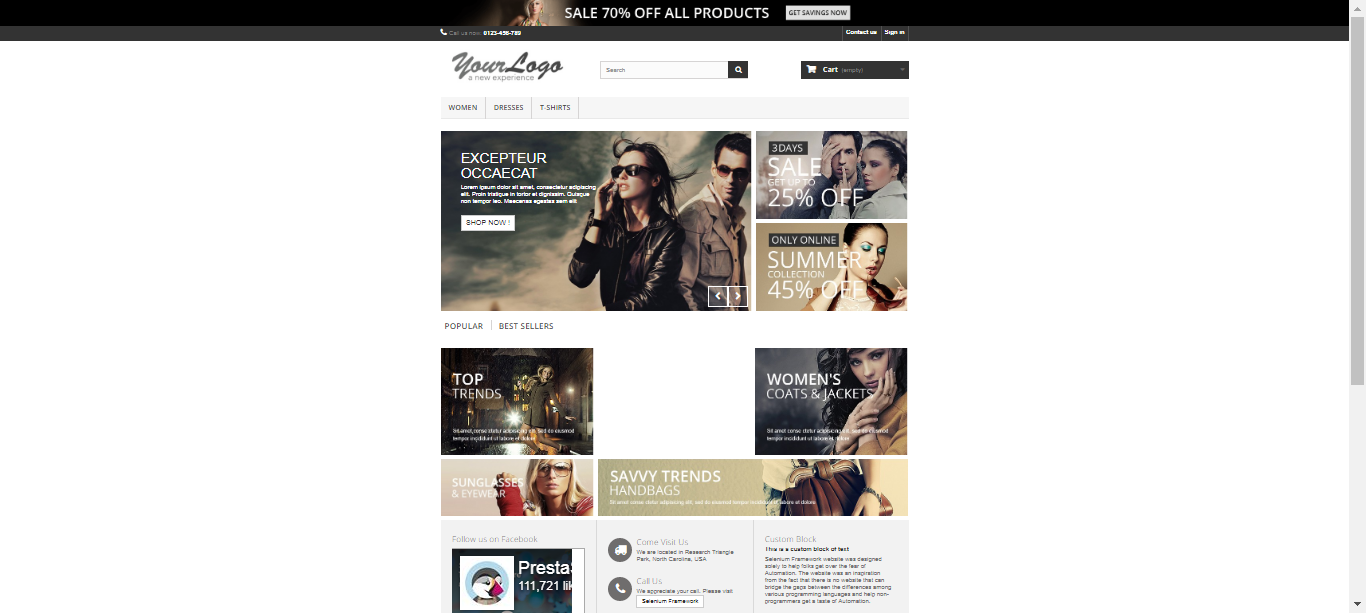 SALE 70% OFF ALL PRODUCTS
GET SAVINGS NOW
Call us now: 0123-456-789
Contact us
Sign in
YourLogo
a new experience
Search
Cart (empty)
WOMEN
DRESSES
T-SHIRTS
EXCEPTEUR
OCCAECAT
Lorem ipsum dolor sit amet, consectetur adipiscing
elit. Proin tristique in tortor et dignissim. Quisque
non tempor leo. Maecenas egestas sem elit
SHOP NOW !
3DAYS
SALE
GET UP TO
25% OFF
ONLY ONLINE
SUMMER
COLLECTION
45% OFF
POPULAR
BEST SELLERS
TOP
TRENDS
Sit amet conse ctetur adipisicing elit, sed do eiusmod
tempor incididunt ut labore et dolore
WOMEN'S
COATS & JACKETS
Sit amet conse ctetur adipisicing elit, sed do eiusmod
tempor incididunt ut labore et dolore
SUNGLASSES
& EYEWEAR
SAVVY TRENDS
HANDBAGS
Sit amet conse ctetur adipisicing elit, sed do eiusmod tempor incididunt ut labore et dolore
Follow us on Facebook
PrestaS
111,721 lik
Come Visit Us
We are located in Research Triangle
Park, North Carolina, USA
Call Us
We appreciate your call. Please visit
Selenium Framework
Custom Block
This is a custom block of text
Selenium Framework website was designed
solely to help folks get over the fear of
Automation. The website was an inspiration
from the fact that there is no website that can
bridge the gaps between the differences among
various programming languages and help non-
programmers get a taste of Automation.